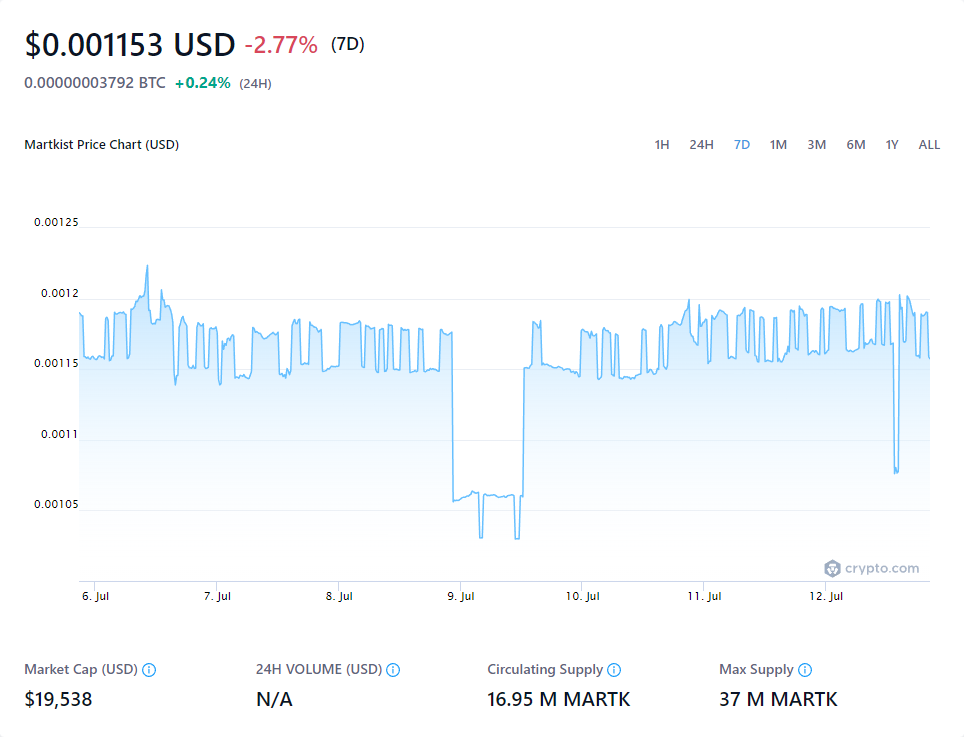 $0.001153 USD -2.77% (7D)
0.00000003792 BTC +0.24% (24H)
Martkist Price Chart (USD)
1H 24H 7D 1M 3M 6M 1Y ALL
0.00125
0.0012
0.00115
0.0011
0.00105
crypto.com
6. Jul 7. Jul 8. Jul 9. Jul 10. Jul 11. Jul 12. Jul
Market Cap (USD) 24H VOLUME (USD) Circulating Supply Max Supply
$19,538 N/A 16.95 M MARTK 37 M MARTK